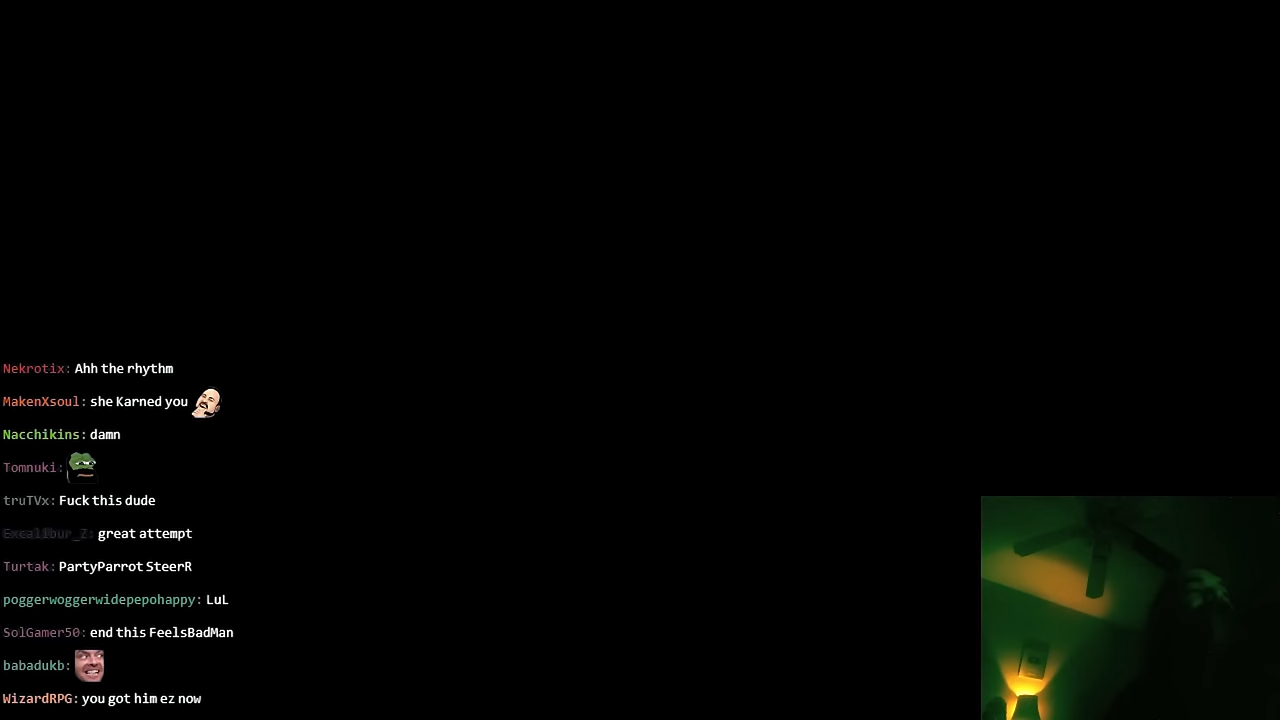 Nekrotix: Ahh the rhythm
MakenXsoul: she Karned you
Nacchikins: damn
Tomnuki:
truTVx: Fuck this dude
Excalibur_Z: great attempt
Turtak: PartyParrot SteerR
poggerwoggerwidepepohappy: LuL
SolGamer50: end this FeelsBadMan
babadukb:
WizardRPG: you got him ez now